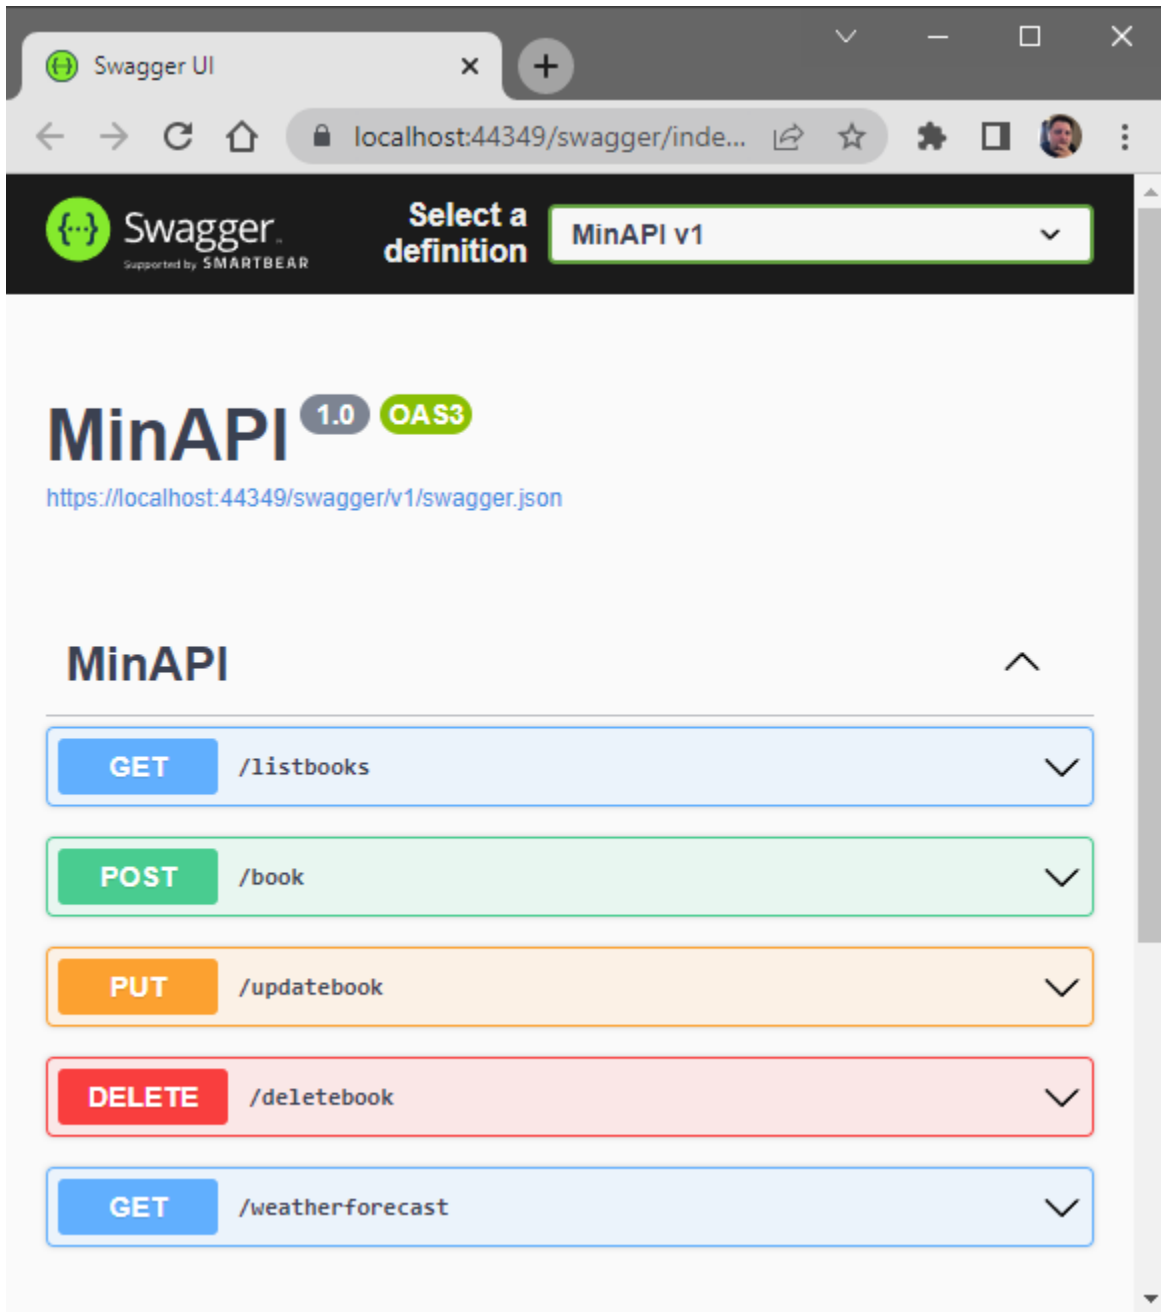 Swagger UI
localhost:44349/swagger/inde...
Swagger
Supported by SMARTBEAR
Select a
definition
MinAPI v1
MinAPI 1.0 OAS3
https://localhost:44349/swagger/v1/swagger.json
MinAPI
GET /listbooks
POST /book
PUT /updatebook
DELETE /deletebook
GET /weatherforecast